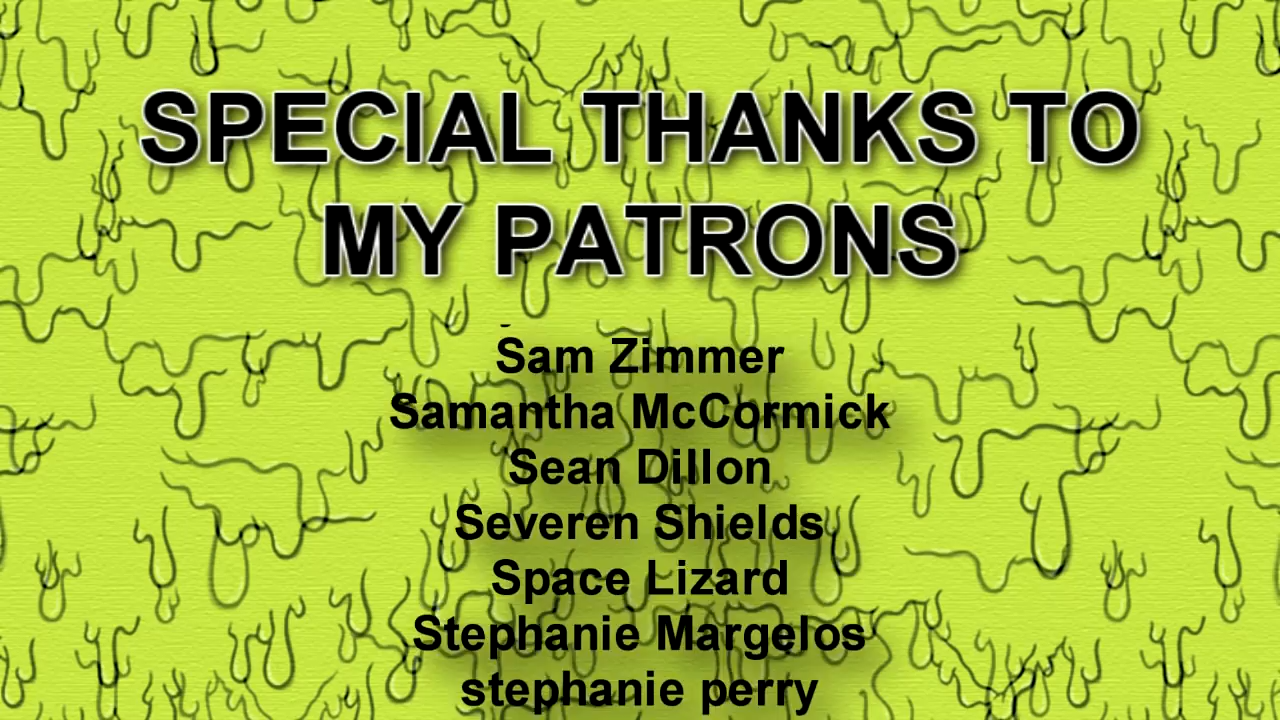 SPECIAL THANKS TO
MY PATRONS
Sam Zimmer
Samantha McCormick
Sean Dillon
Severen Shields
Space Lizard
Stephanie Margelos
stephanie perry